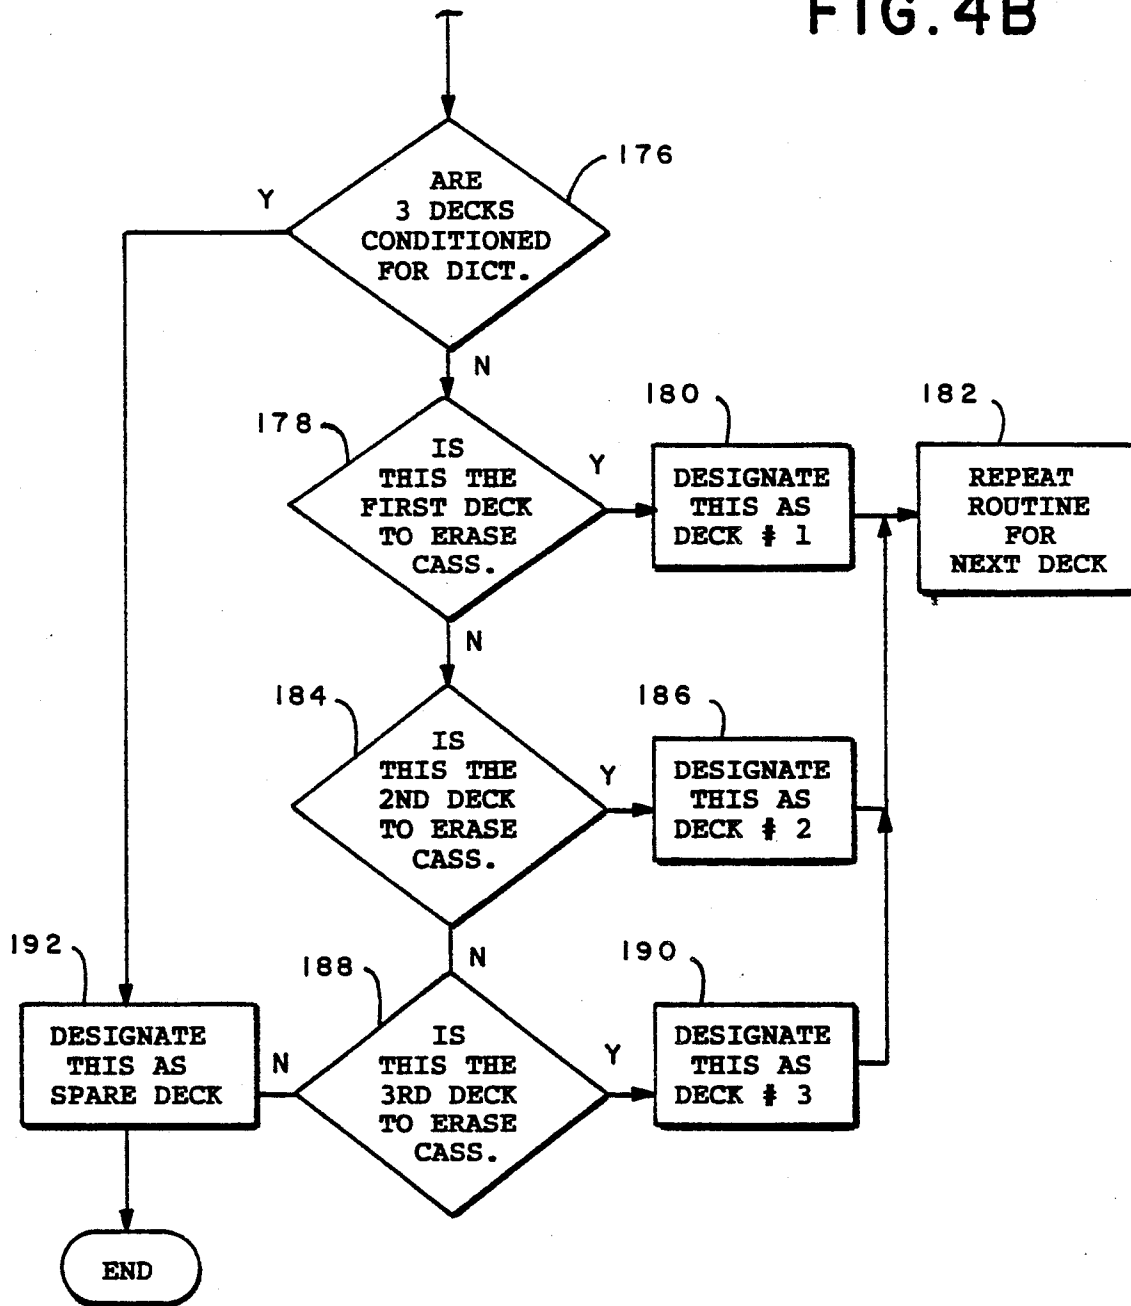 FIG. 4B
176
ARE
3 DECKS
CONDITIONED
FOR DICT.
Y
N
178
IS
THIS THE
FIRST DECK
TO ERASE
CASS.
Y
N
180
DESIGNATE
THIS AS
DECK # 1
182
REPEAT
ROUTINE
FOR
NEXT DECK
184
IS
THIS THE
2ND DECK
TO ERASE
CASS.
Y
N
186
DESIGNATE
THIS AS
DECK # 2
188
IS
THIS THE
3RD DECK
TO ERASE
CASS.
Y
N
190
DESIGNATE
THIS AS
DECK # 3
192
DESIGNATE
THIS AS
SPARE DECK
END